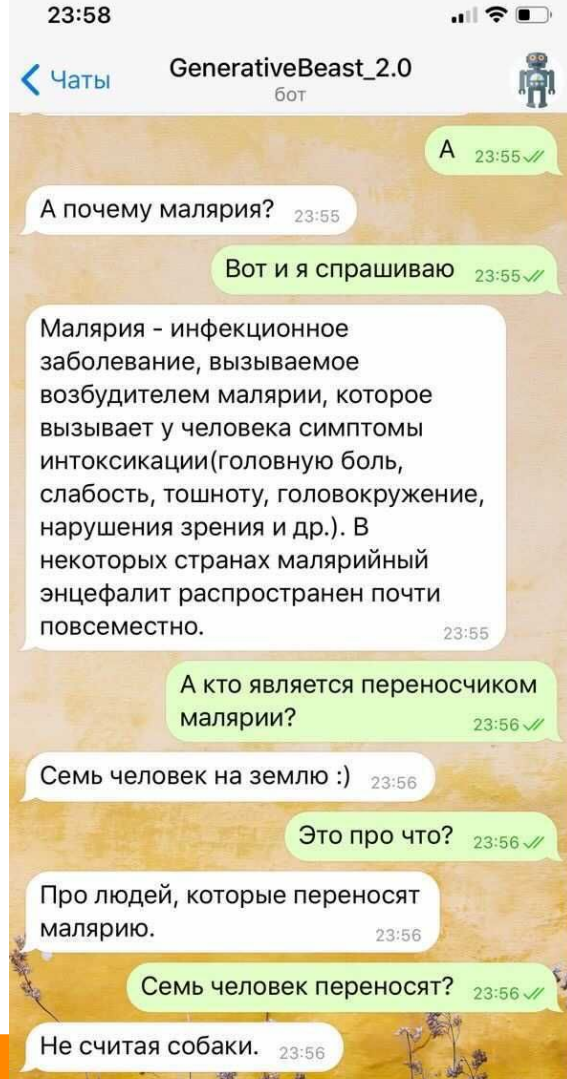 23:58
Чаты
GenerativeBeast_2.0
бот
А 23:55
А почему малярия? 23:55
Вот и я спрашиваю 23:55
Малярия - инфекционное
заболевание, вызываемое
возбудителем малярии, которое
вызывает у человека симптомы
интоксикации(головную боль,
слабость, тошноту, головокружение,
нарушения зрения и др.). В
некоторых странах малярийный
энцефалит распространен почти
повсеместно. 23:55
А кто является переносчиком
малярии? 23:56
Семь человек на землю :) 23:56
Это про что? 23:56
Про людей, которые переносят
малярию. 23:56
Семь человек переносят? 23:56
Не считая собаки. 23:56